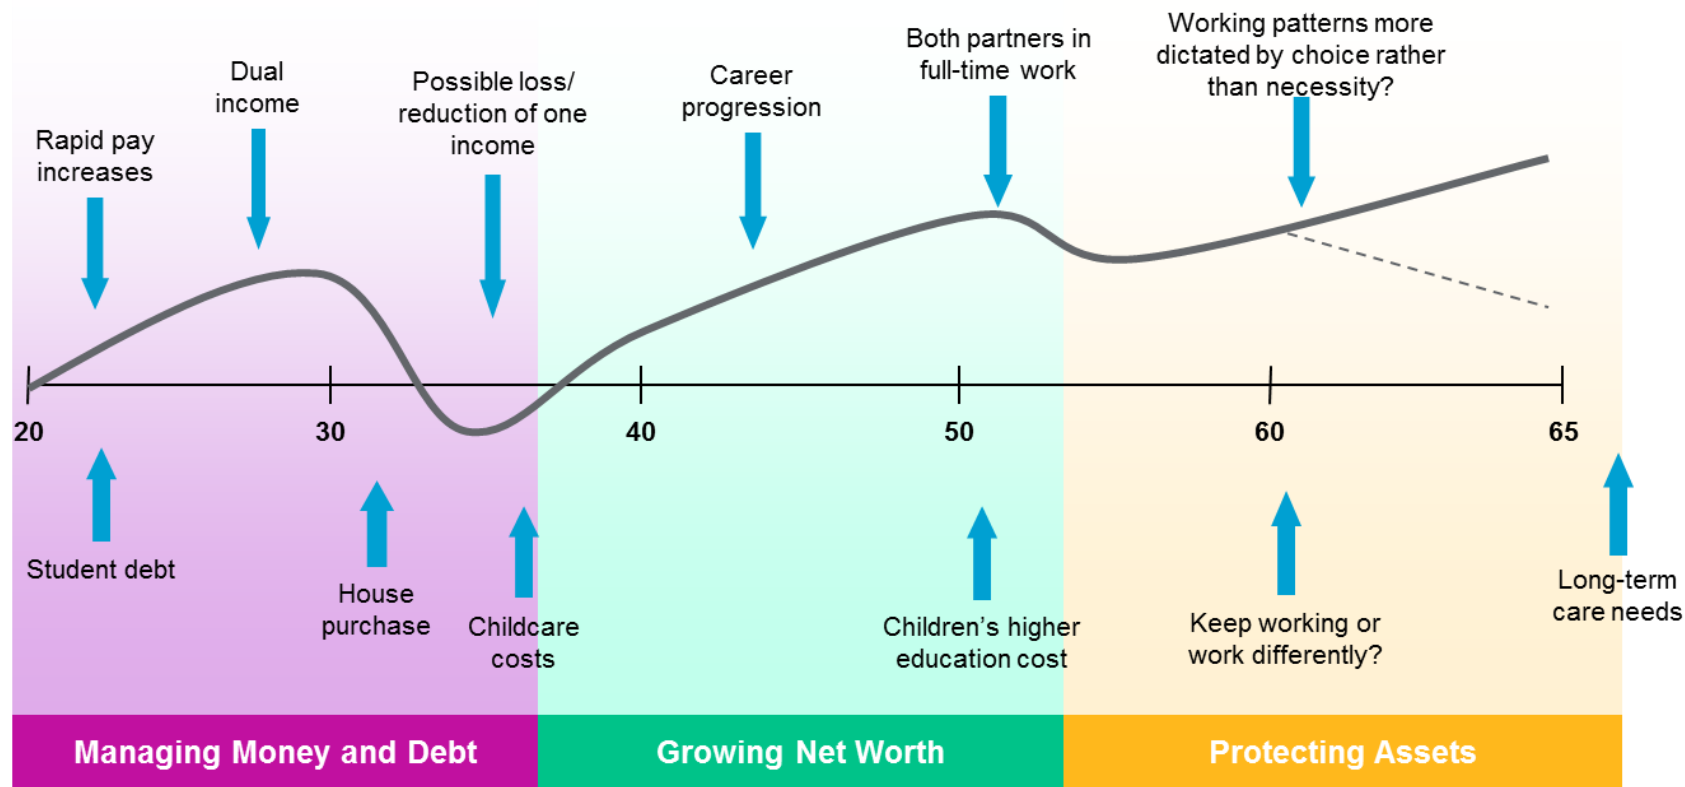 Rapid pay
increases
Dual
income
Possible loss/
reduction of one
income
Career
progression
Both partners in
full-time work
Working patterns more
dictated by choice rather
than necessity?
20
30
40
50
60
65
Student debt
House
purchase
Childcare
costs
Children’s higher
education cost
Keep working or
work differently?
Long-term
care needs
Managing Money and Debt
Growing Net Worth
Protecting Assets